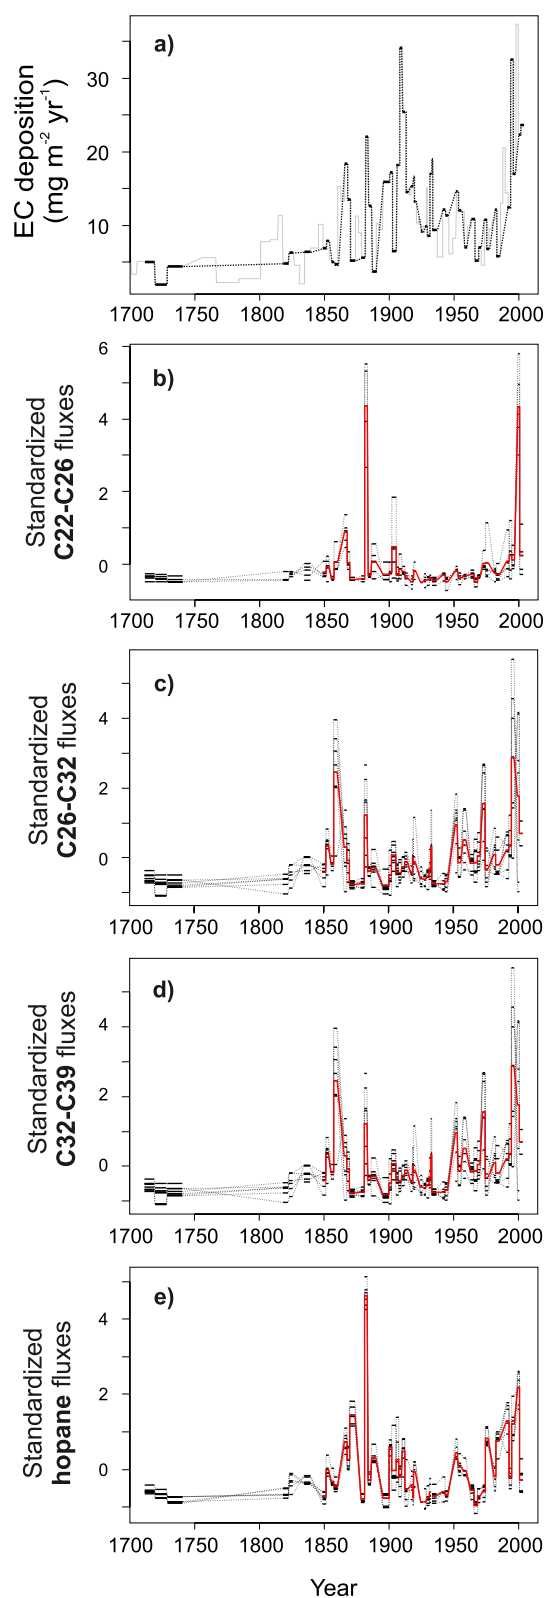 a)
EC deposition
(mg m⁻² yr⁻¹)
30
20
10
1700 1750 1800 1850 1900 1950 2000
b)
Standardized
C22-C26 fluxes
6
4
2
0
1700 1750 1800 1850 1900 1950 2000
c)
Standardized
C26-C32 fluxes
4
2
0
1700 1750 1800 1850 1900 1950 2000
d)
Standardized
C32-C39 fluxes
4
2
0
1700 1750 1800 1850 1900 1950 2000
e)
Standardized
hopane fluxes
4
2
0
1700 1750 1800 1850 1900 1950 2000
Year